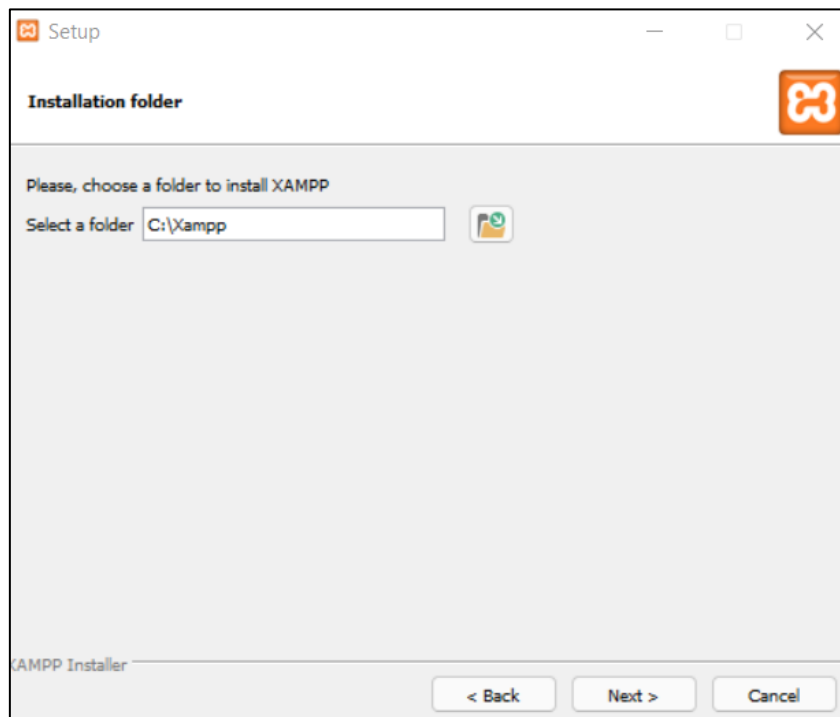 Setup
Installation folder
Please, choose a folder to install XAMPP
Select a folder C:\Xampp
XAMPP Installer
< Back Next > Cancel